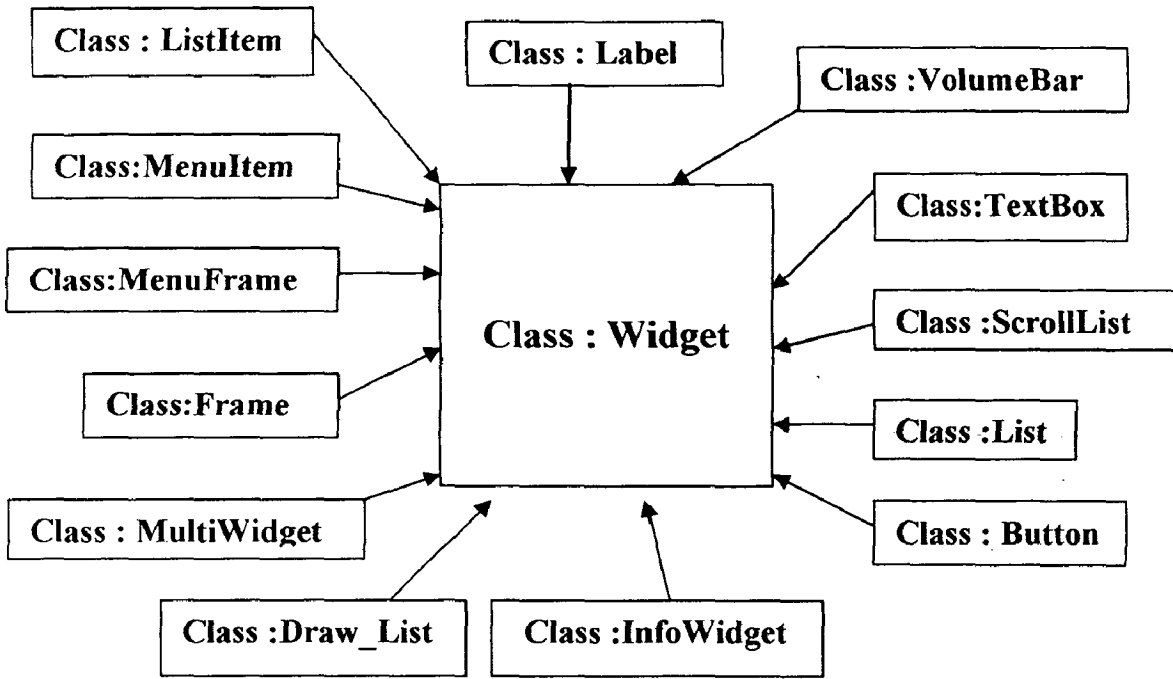 Class : ListItem
Class : Label
Class :VolumeBar
Class:MenuItem
Class:TextBox
Class:MenuFrame
Class :ScrollList
Class : Widget
Class:Frame
Class :List
Class : MultiWidget
Class : Button
Class :Draw_List
Class :InfoWidget